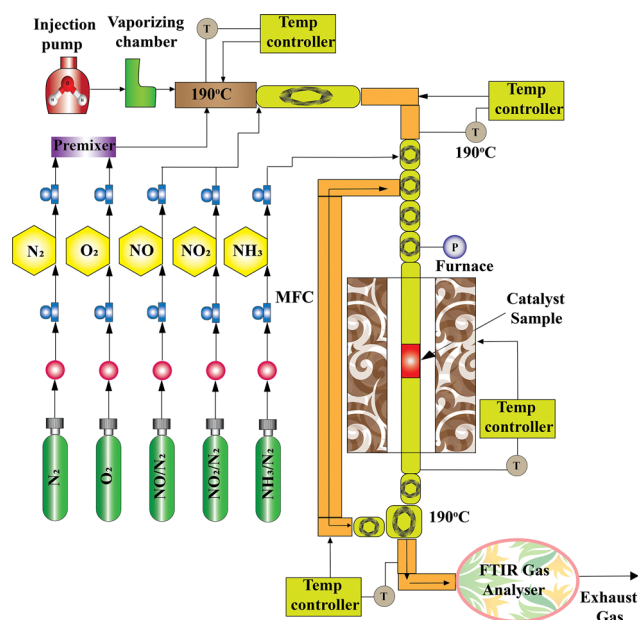 Injection
pump
Vaporizing
chamber
T
Temp
controller
190°C
Temp
controller
T
190°C
Premixer
N₂
O₂
NO
NO₂
NH₃
P
Furnace
MFC
Catalyst
Sample
Temp
controller
T
N₂
O₂
NO/N₂
NO₂/N₂
NH₃/N₂
190°C
Temp
controller
T
FTIR Gas
Analyser
Exhaust
Gas